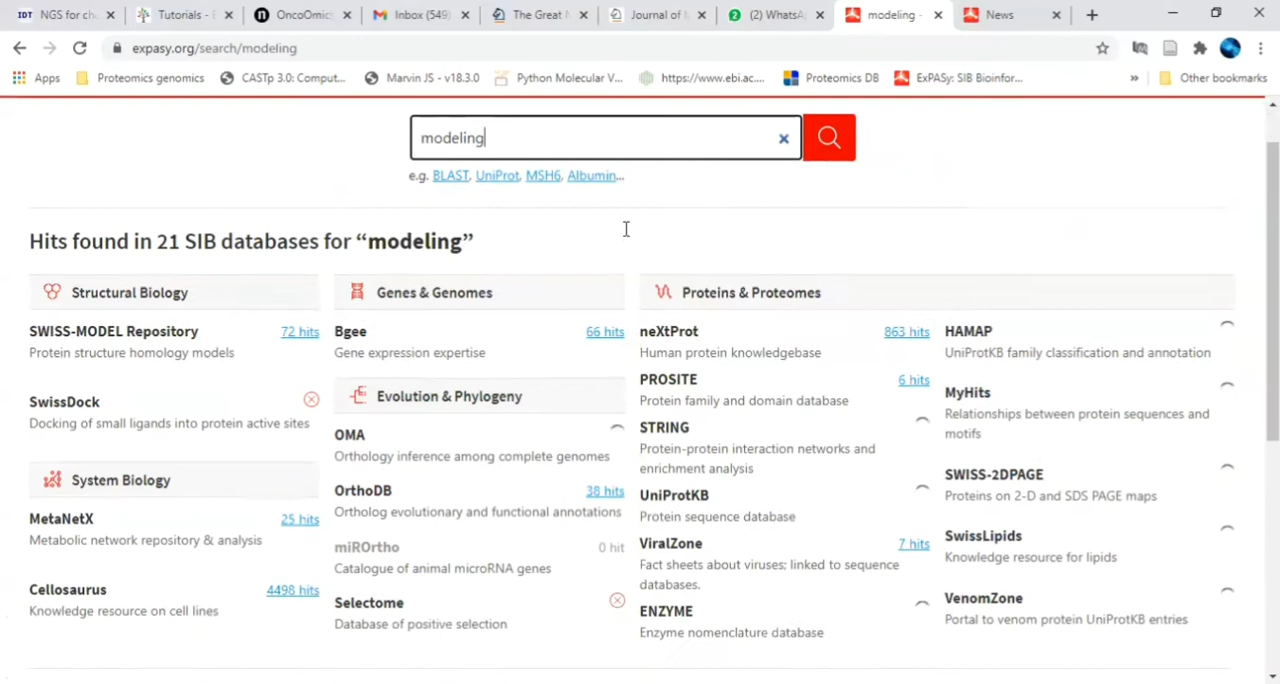 IDT NGS for ch
Tutorials - E
OncoOmic
Inbox (549)
The Great
Journal of
(2) WhatsA
modeling -
News
expasy.org/search/modeling
Apps
Proteomics genomics
CASTp 3.0: Comput...
Marvin JS - v18.3.0
Python Molecular V...
https://www.ebi.ac....
Proteomics DB
ExPASy: SIB Bioinfor...
»
Other bookmarks
modeling
e.g. BLAST, UniProt, MSH6, Albumin...
Hits found in 21 SIB databases for “modeling”
Structural Biology
SWISS-MODEL Repository 72 hits
Protein structure homology models
SwissDock
Docking of small ligands into protein active sites
System Biology
MetaNetX 25 hits
Metabolic network repository & analysis
Cellosaurus 4498 hits
Knowledge resource on cell lines
Genes & Genomes
Bgee 66 hits
Gene expression expertise
Evolution & Phylogeny
OMA
Orthology inference among complete genomes
OrthoDB 38 hits
Ortholog evolutionary and functional annotations
miROrtho 0 hit
Catalogue of animal microRNA genes
Selectome
Database of positive selection
Proteins & Proteomes
neXtProt 863 hits
Human protein knowledgebase
PROSITE 6 hits
Protein family and domain database
STRING
Protein-protein interaction networks and
enrichment analysis
UniProtKB
Protein sequence database
ViralZone 7 hits
Fact sheets about viruses; linked to sequence
databases.
ENZYME
Enzyme nomenclature database
HAMAP
UniProtKB family classification and annotation
MyHits
Relationships between protein sequences and
motifs
SWISS-2DPAGE
Proteins on 2-D and SDS PAGE maps
SwissLipids
Knowledge resource for lipids
VenomZone
Portal to venom protein UniProtKB entries